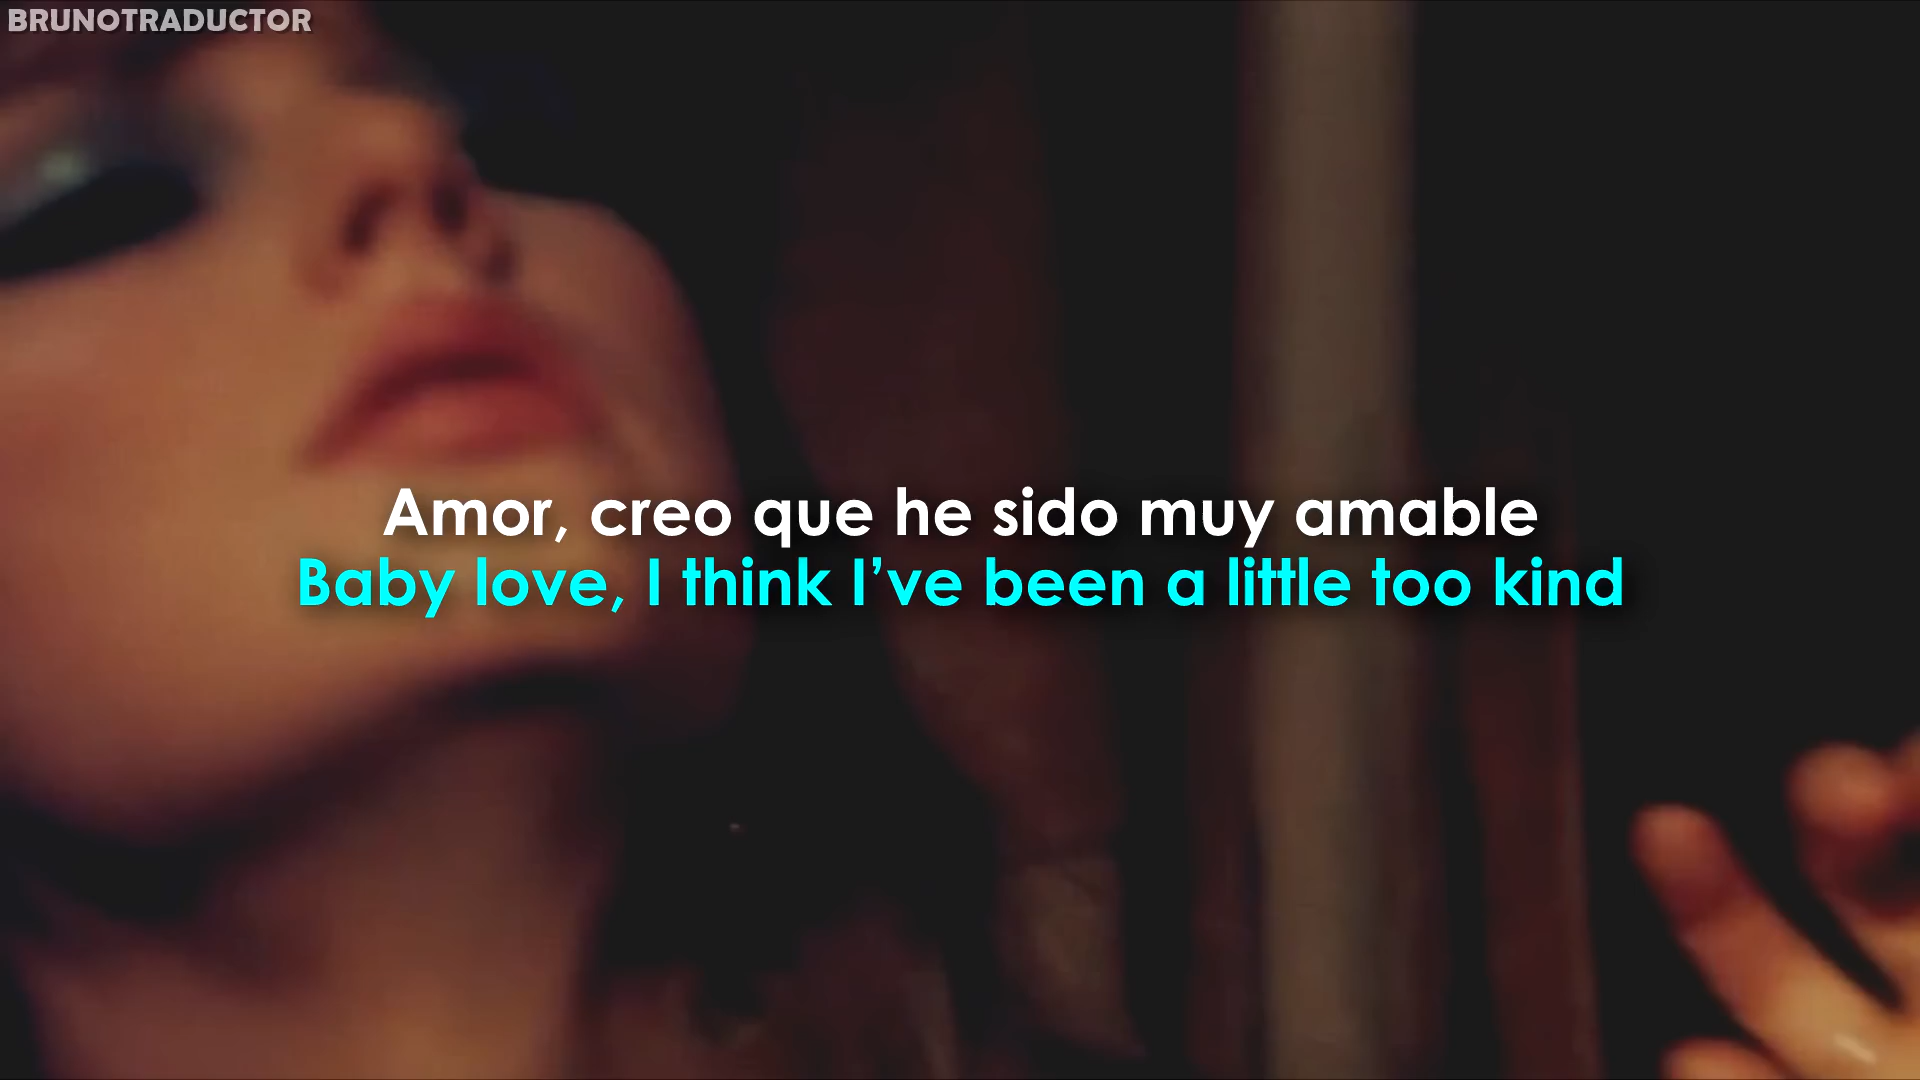 BRUNOTRADUCTOR
Amor, creo que he sido muy amable
Baby love, I think I’ve been a little too kind